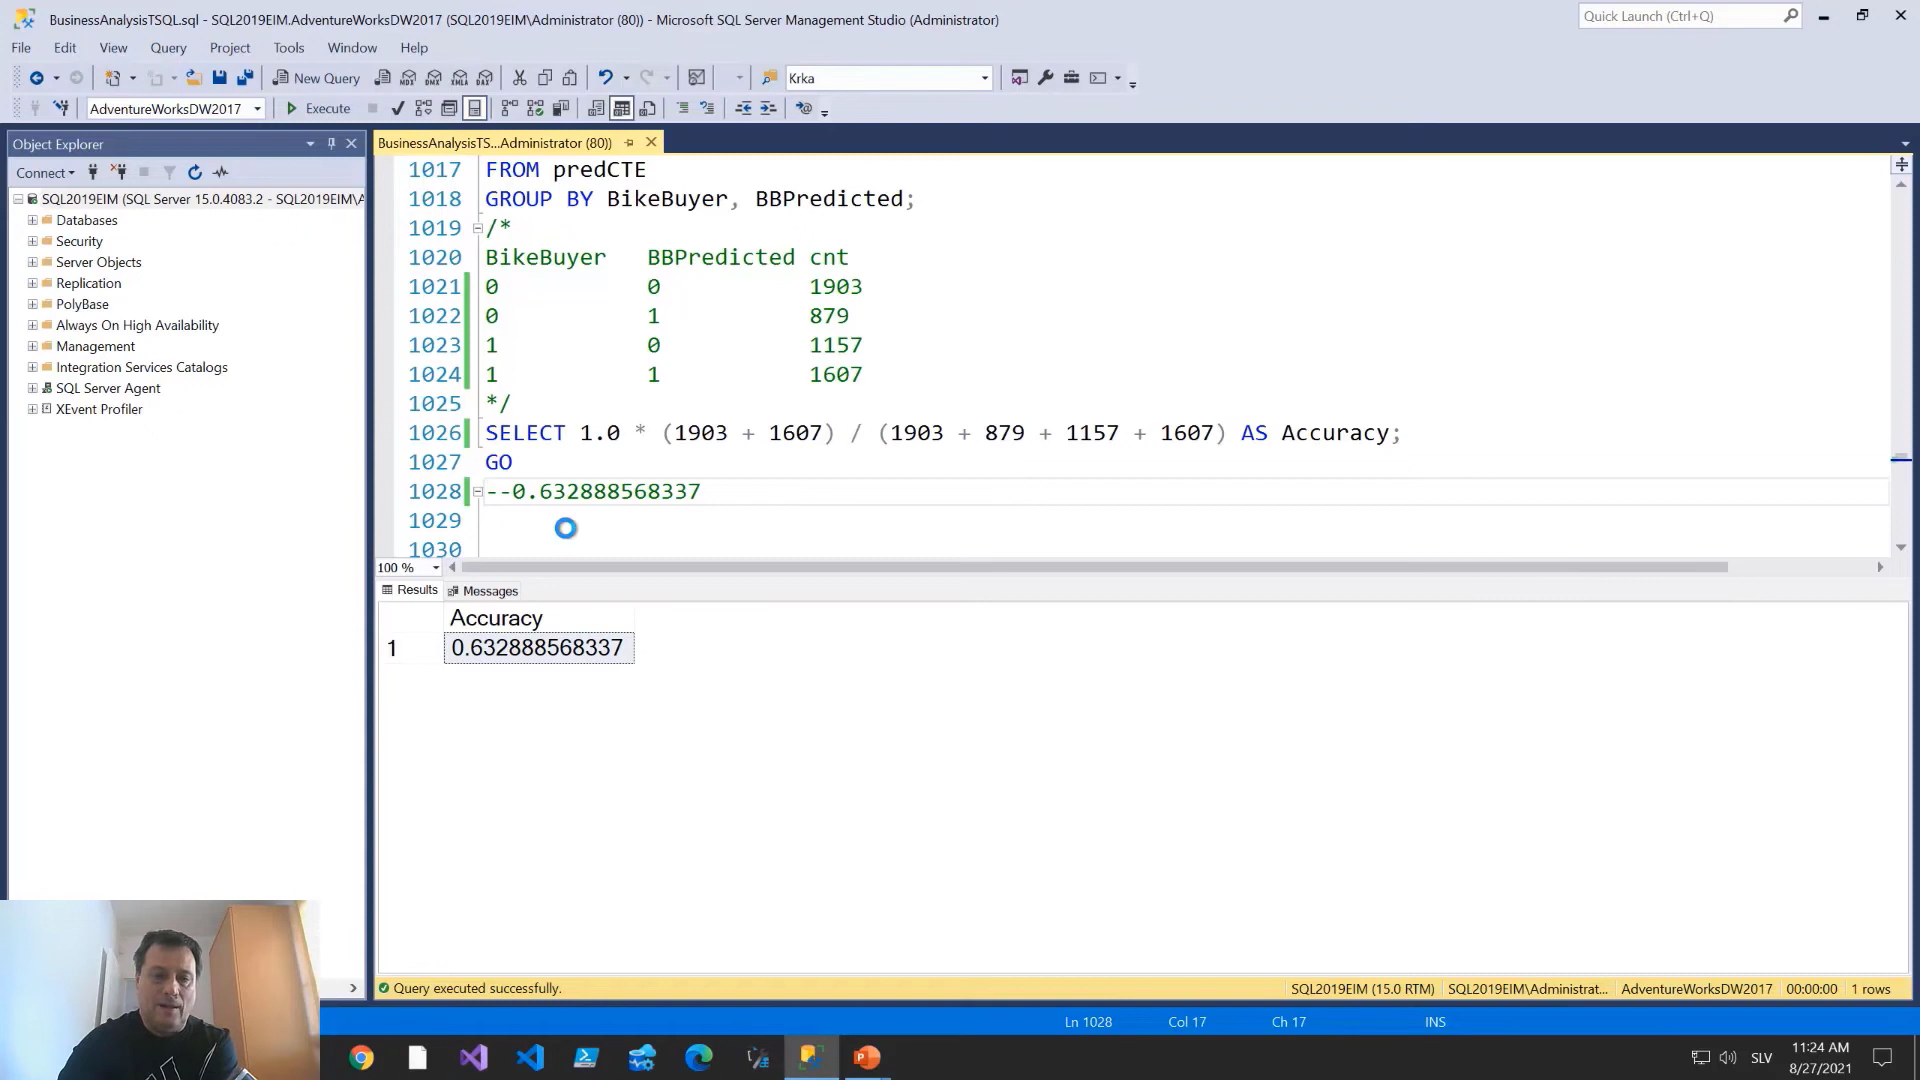 BusinessAnalysisTSQL.sql - SQL2019EIM.AdventureWorksDW2017 (SQL2019EIM\Administrator (80)) - Microsoft SQL Server Management Studio (Administrator)
Quick Launch (Ctrl+Q)
File Edit View Query Project Tools Window Help
New Query
Krka
AdventureWorksDW2017
Execute
Object Explorer
Connect
SQL2019EIM (SQL Server 15.0.4083.2 - SQL2019EIM\A
Databases
Security
Server Objects
Replication
PolyBase
Always On High Availability
Management
Integration Services Catalogs
SQL Server Agent
XEvent Profiler
BusinessAnalysisTS...Administrator (80))
1017 FROM predCTE
1018 GROUP BY BikeBuyer, BBPredicted;
1019 /*
1020 BikeBuyer BBPredicted cnt
1021 0 0 1903
1022 0 1 879
1023 1 0 1157
1024 1 1 1607
1025 */
1026 SELECT 1.0 * (1903 + 1607) / (1903 + 879 + 1157 + 1607) AS Accuracy;
1027 GO
1028 --0.632888568337
1029
1030
100 %
Results Messages
Accuracy
1 0.632888568337
Query executed successfully.
SQL2019EIM (15.0 RTM) SQL2019EIM\Administrat... AdventureWorksDW2017 00:00:00 1 rows
Ln 1028 Col 17 Ch 17 INS
SLV
11:24 AM
8/27/2021